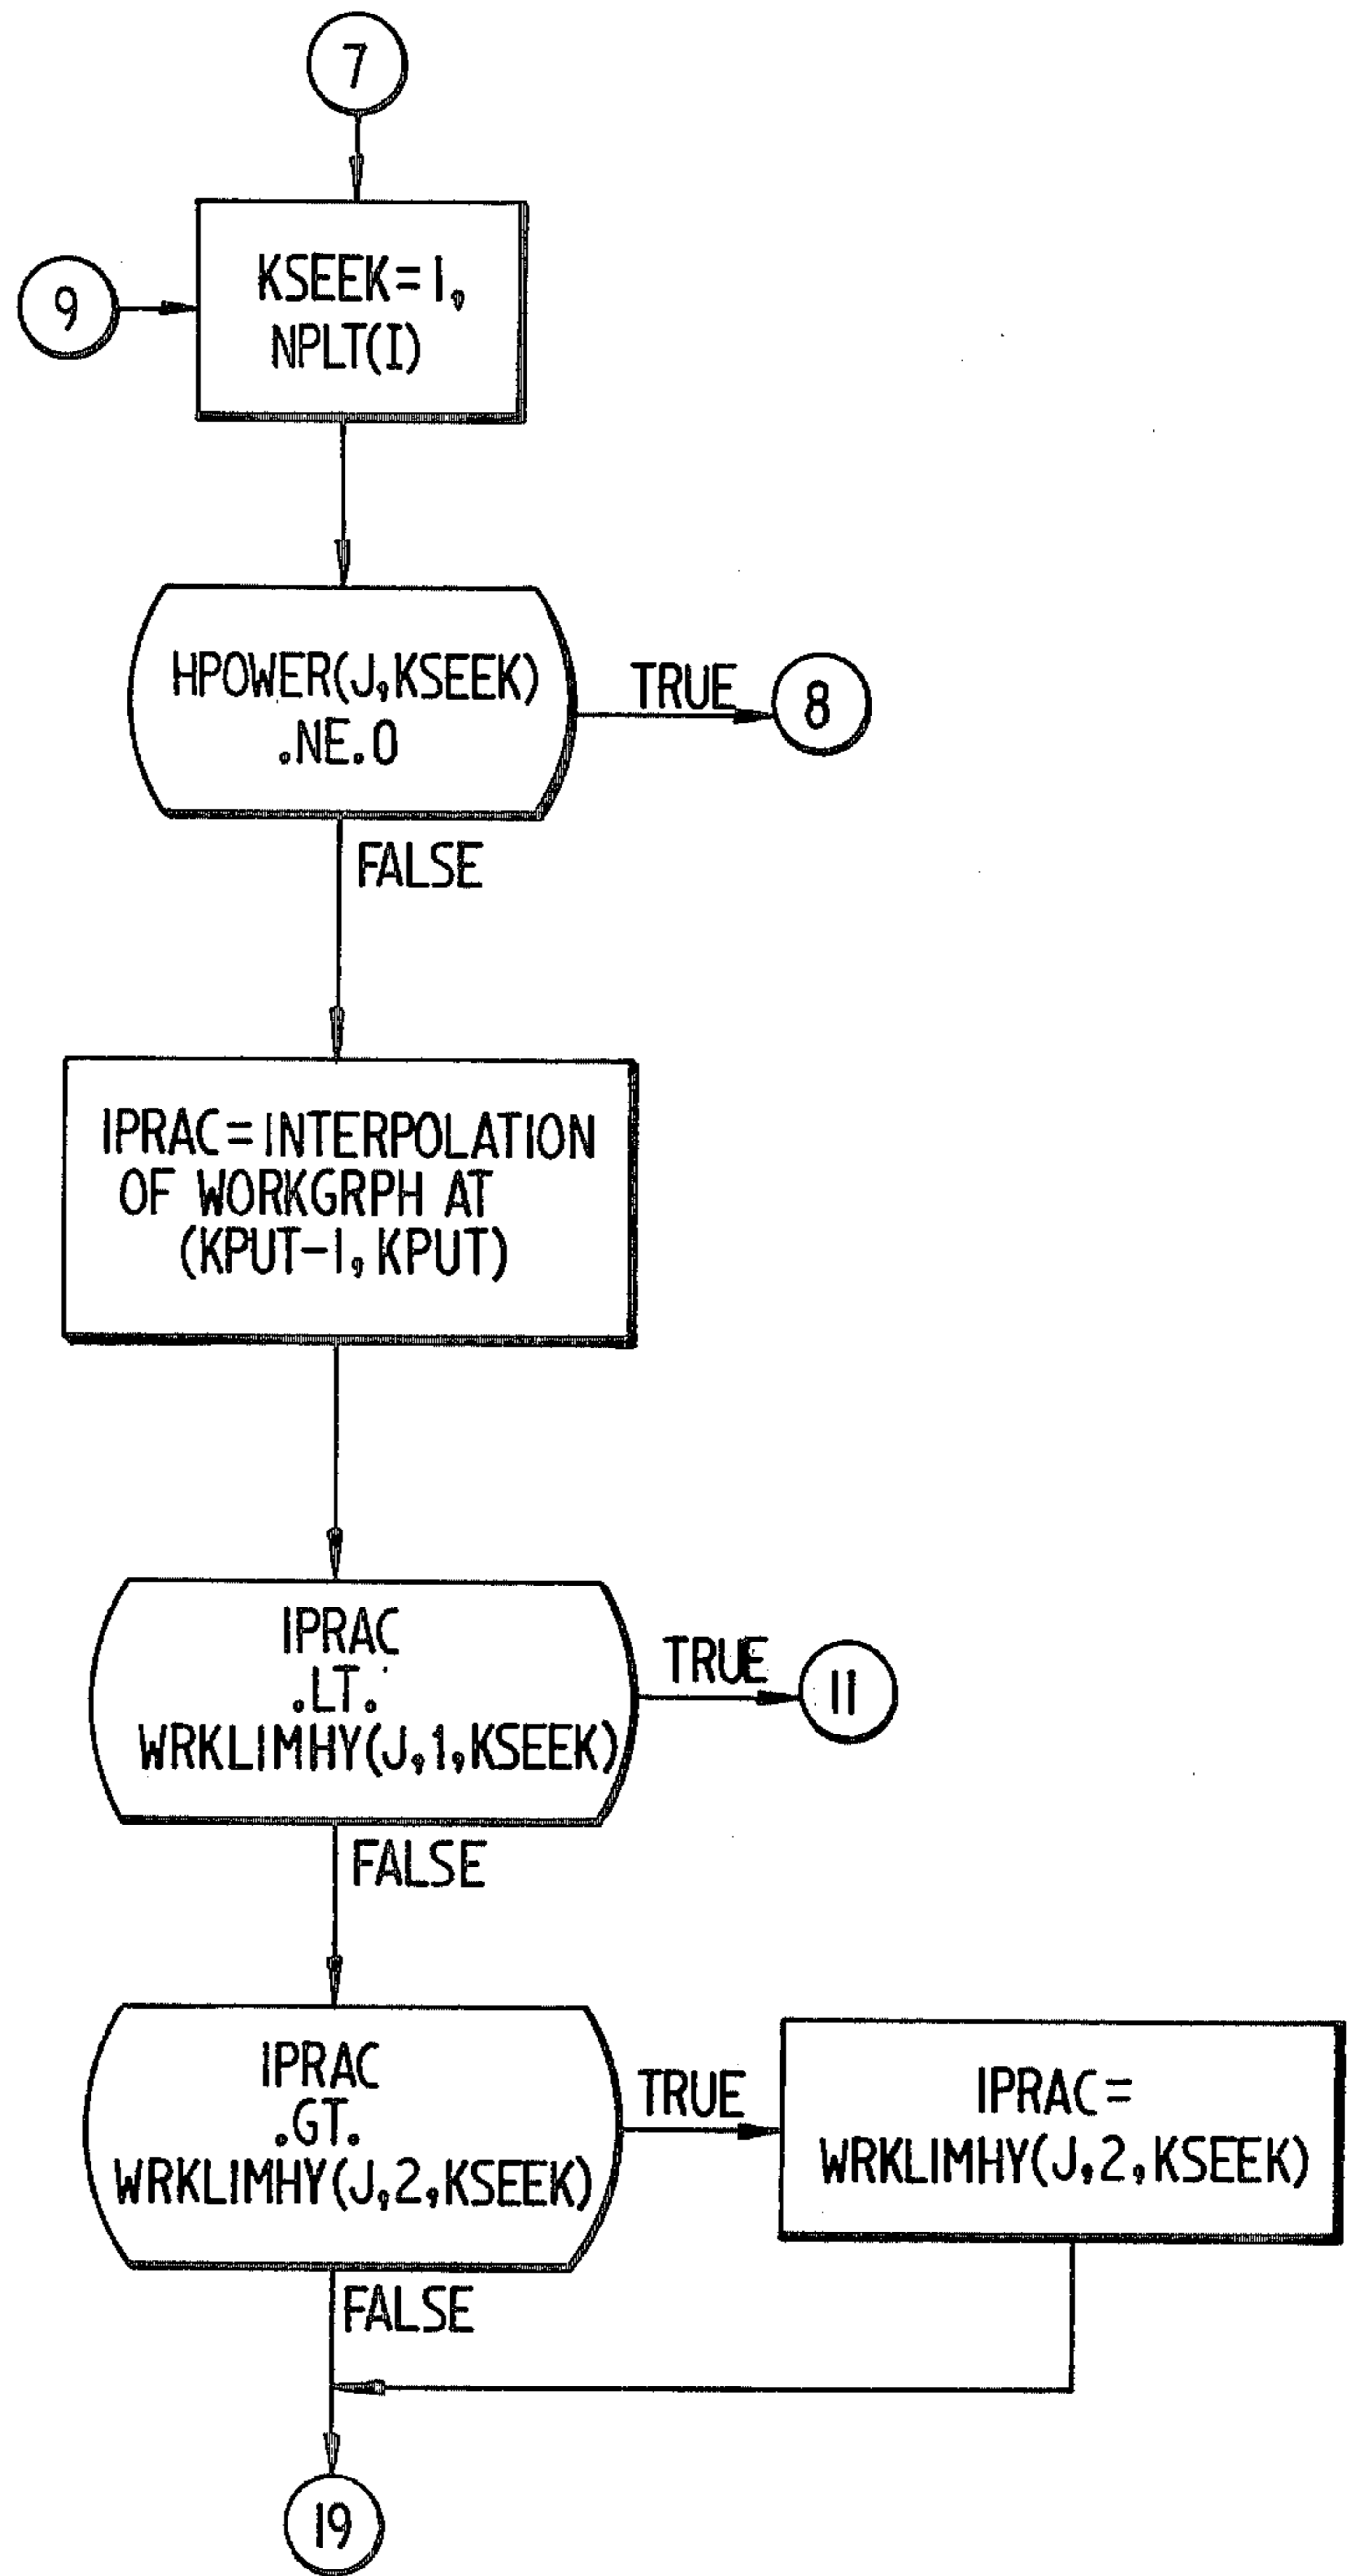 7
9
KSEEK=1,
NPLT(I)
HPOWER(J,KSEEK)
.NE.0
TRUE
8
FALSE
IPRAC=INTERPOLATION
OF WORKGRPH AT
(KPUT-1,KPUT)
IPRAC
.LT.
WRKLIMHY(J,1,KSEEK)
TRUE
11
FALSE
IPRAC
.GT.
WRKLIMHY(J,2,KSEEK)
TRUE
IPRAC=
WRKLIMHY(J,2,KSEEK)
FALSE
19